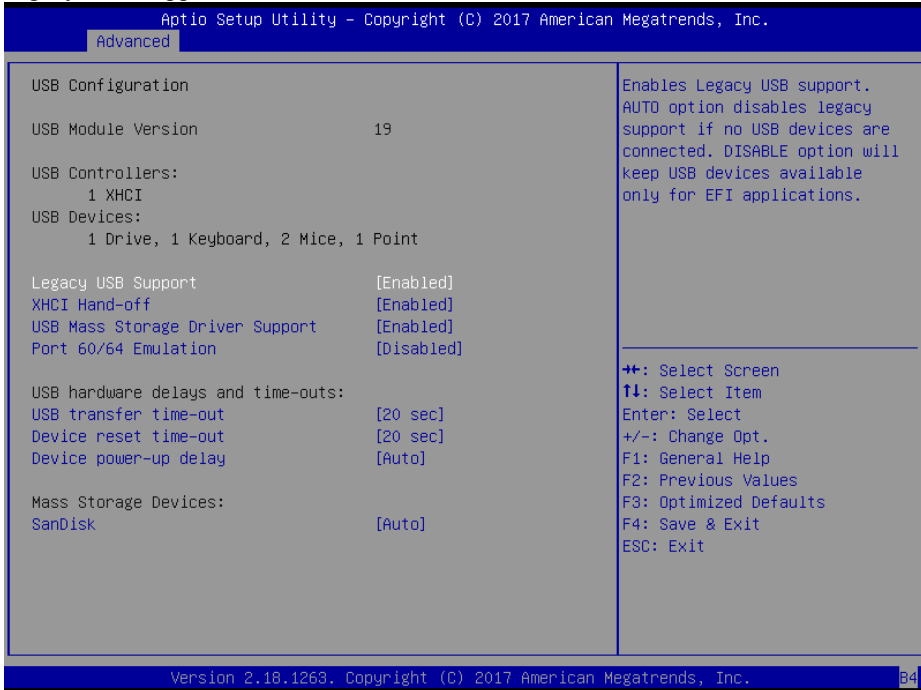 Aptio Setup Utility – Copyright (C) 2017 American Megatrends, Inc.
Advanced
USB Configuration
USB Module Version 19
USB Controllers:
1 XHCI
USB Devices:
1 Drive, 1 Keyboard, 2 Mice, 1 Point
Legacy USB Support [Enabled]
XHCI Hand-off [Enabled]
USB Mass Storage Driver Support [Enabled]
Port 60/64 Emulation [Disabled]
USB hardware delays and time-outs:
USB transfer time-out [20 sec]
Device reset time-out [20 sec]
Device power-up delay [Auto]
Mass Storage Devices:
SanDisk [Auto]
Enables Legacy USB support.
AUTO option disables legacy
support if no USB devices are
connected. DISABLE option will
keep USB devices available
only for EFI applications.
→←: Select Screen
↑↓: Select Item
Enter: Select
+/-: Change Opt.
F1: General Help
F2: Previous Values
F3: Optimized Defaults
F4: Save & Exit
ESC: Exit
Version 2.18.1263. Copyright (C) 2017 American Megatrends, Inc.
B4